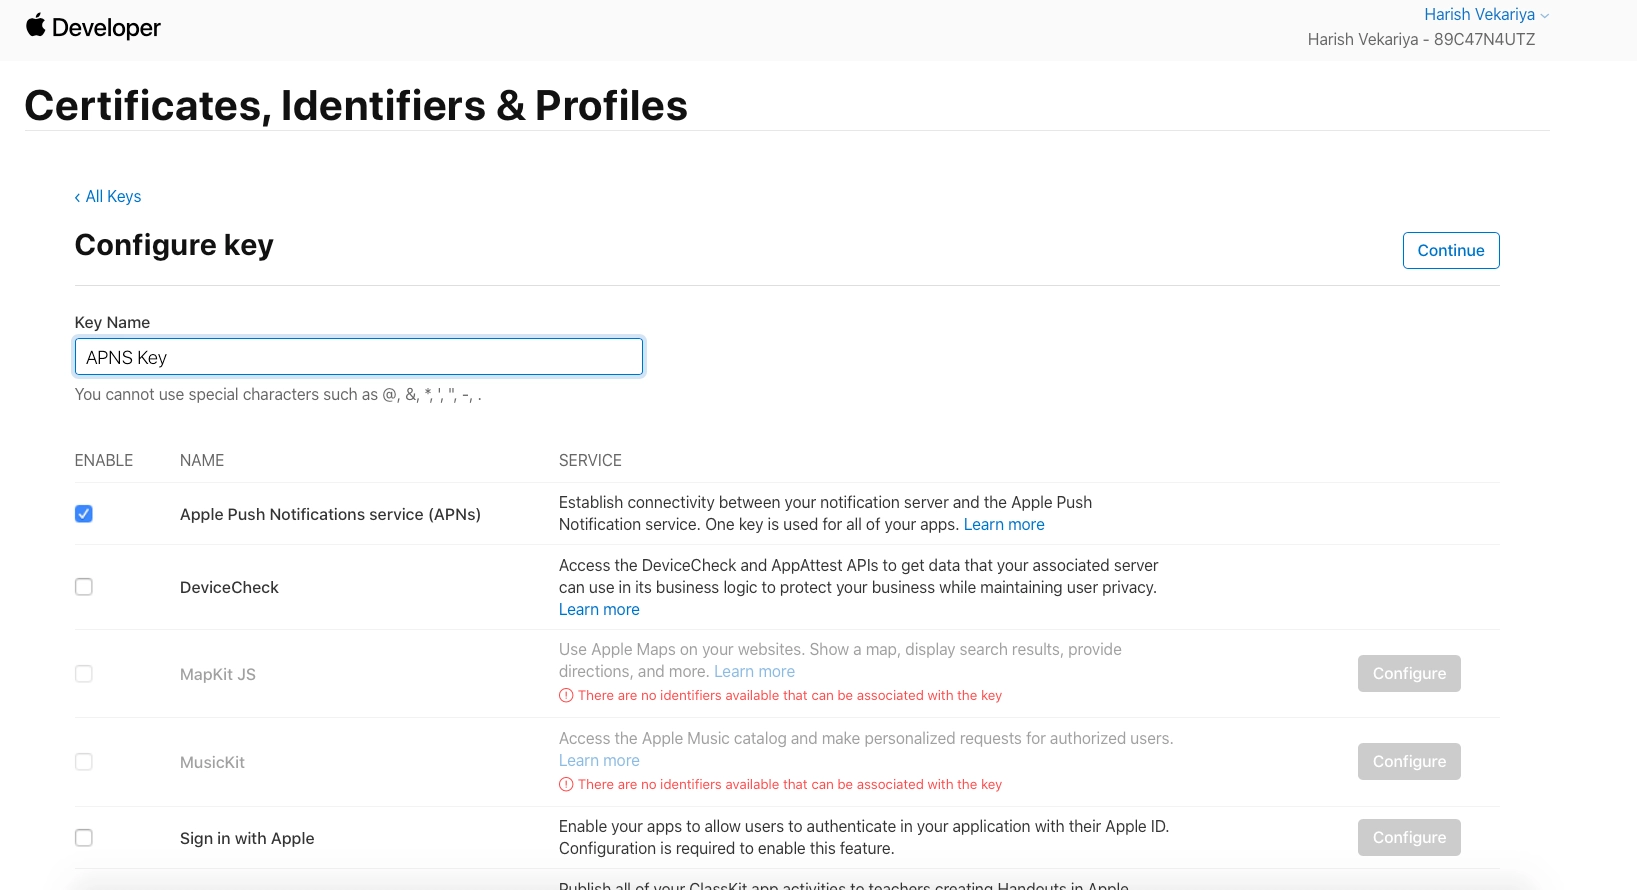 Developer
Harish Vekariya
Harish Vekariya - 89C47N4UTZ
Certificates, Identifiers & Profiles
‹ All Keys
Configure key
Continue
Key Name
APNS Key
You cannot use special characters such as @, &, *, ', ", -, .
ENABLE NAME SERVICE
Apple Push Notifications service (APNs)
Establish connectivity between your notification server and the Apple Push
Notification service. One key is used for all of your apps. Learn more
DeviceCheck
Access the DeviceCheck and AppAttest APIs to get data that your associated server
can use in its business logic to protect your business while maintaining user privacy.
Learn more
MapKit JS
Use Apple Maps on your websites. Show a map, display search results, provide
directions, and more. Learn more
There are no identifiers available that can be associated with the key
Configure
MusicKit
Access the Apple Music catalog and make personalized requests for authorized users.
Learn more
There are no identifiers available that can be associated with the key
Configure
Sign in with Apple
Enable your apps to allow users to authenticate in your application with their Apple ID.
Configuration is required to enable this feature.
Configure
Publish all of your ClassKit app activities to teachers creating Handouts in Apple